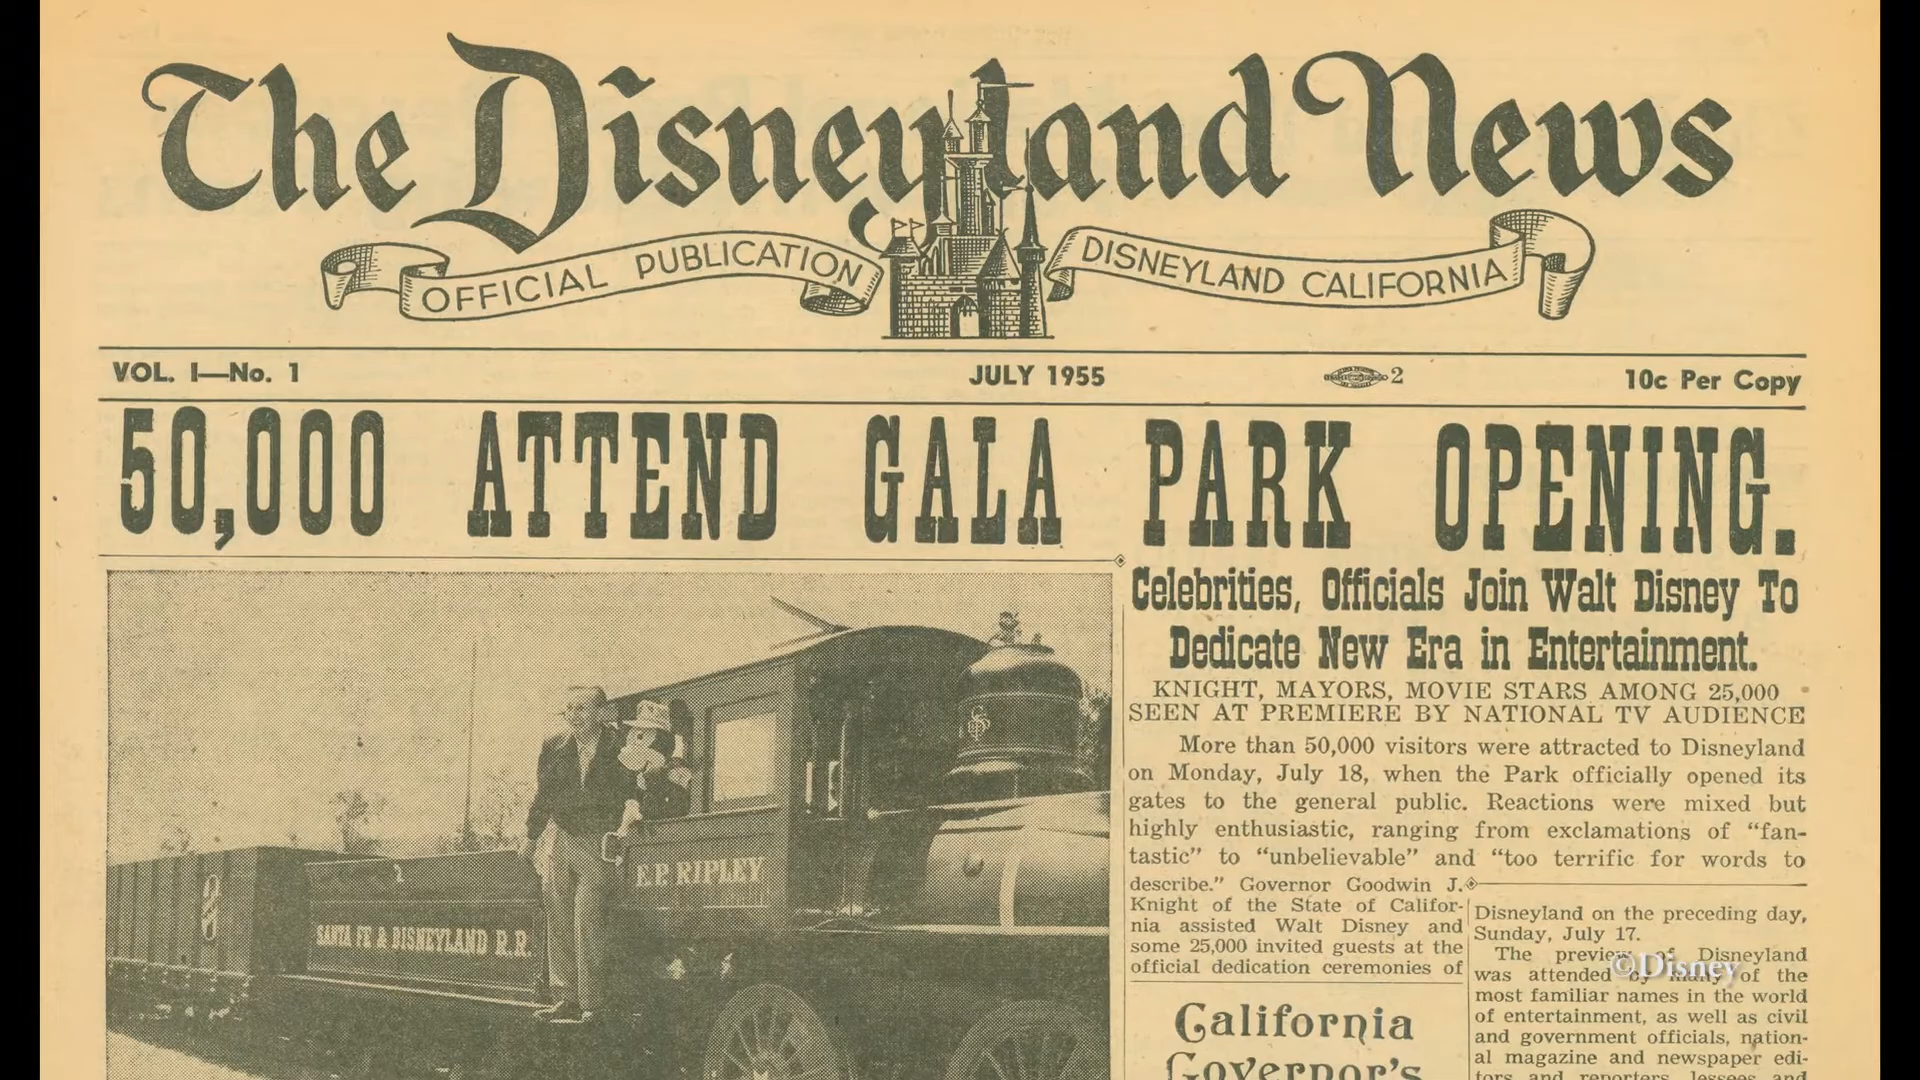 The Disneyland News
OFFICIAL PUBLICATION
DISNEYLAND CALIFORNIA
VOL. I—No. 1
JULY 1955
2
10c Per Copy
50,000 ATTEND GALA PARK OPENING.
Celebrities, Officials Join Walt Disney To
Dedicate New Era in Entertainment.
KNIGHT, MAYORS, MOVIE STARS AMONG 25,000
SEEN AT PREMIERE BY NATIONAL TV AUDIENCE
More than 50,000 visitors were attracted to Disneyland
on Monday, July 18, when the Park officially opened its
gates to the general public. Reactions were mixed but
highly enthusiastic, ranging from exclamations of “fan-
tastic” to “unbelievable” and “too terrific for words to
describe.” Governor Goodwin J.
Knight of the State of Califor-
nia assisted Walt Disney and
some 25,000 invited guests at the
official dedication ceremonies of
Disneyland on the preceding day,
Sunday, July 17.
The preview of Disneyland
was attended by many of the
most familiar names in the world
of entertainment, as well as civil
and government officials, nation-
al magazine and newspaper edi-
tors and reporters, lessees and
California
Governor's
E.P. RIPLEY
SANTA FE & DISNEYLAND R.R.
1
©Disney